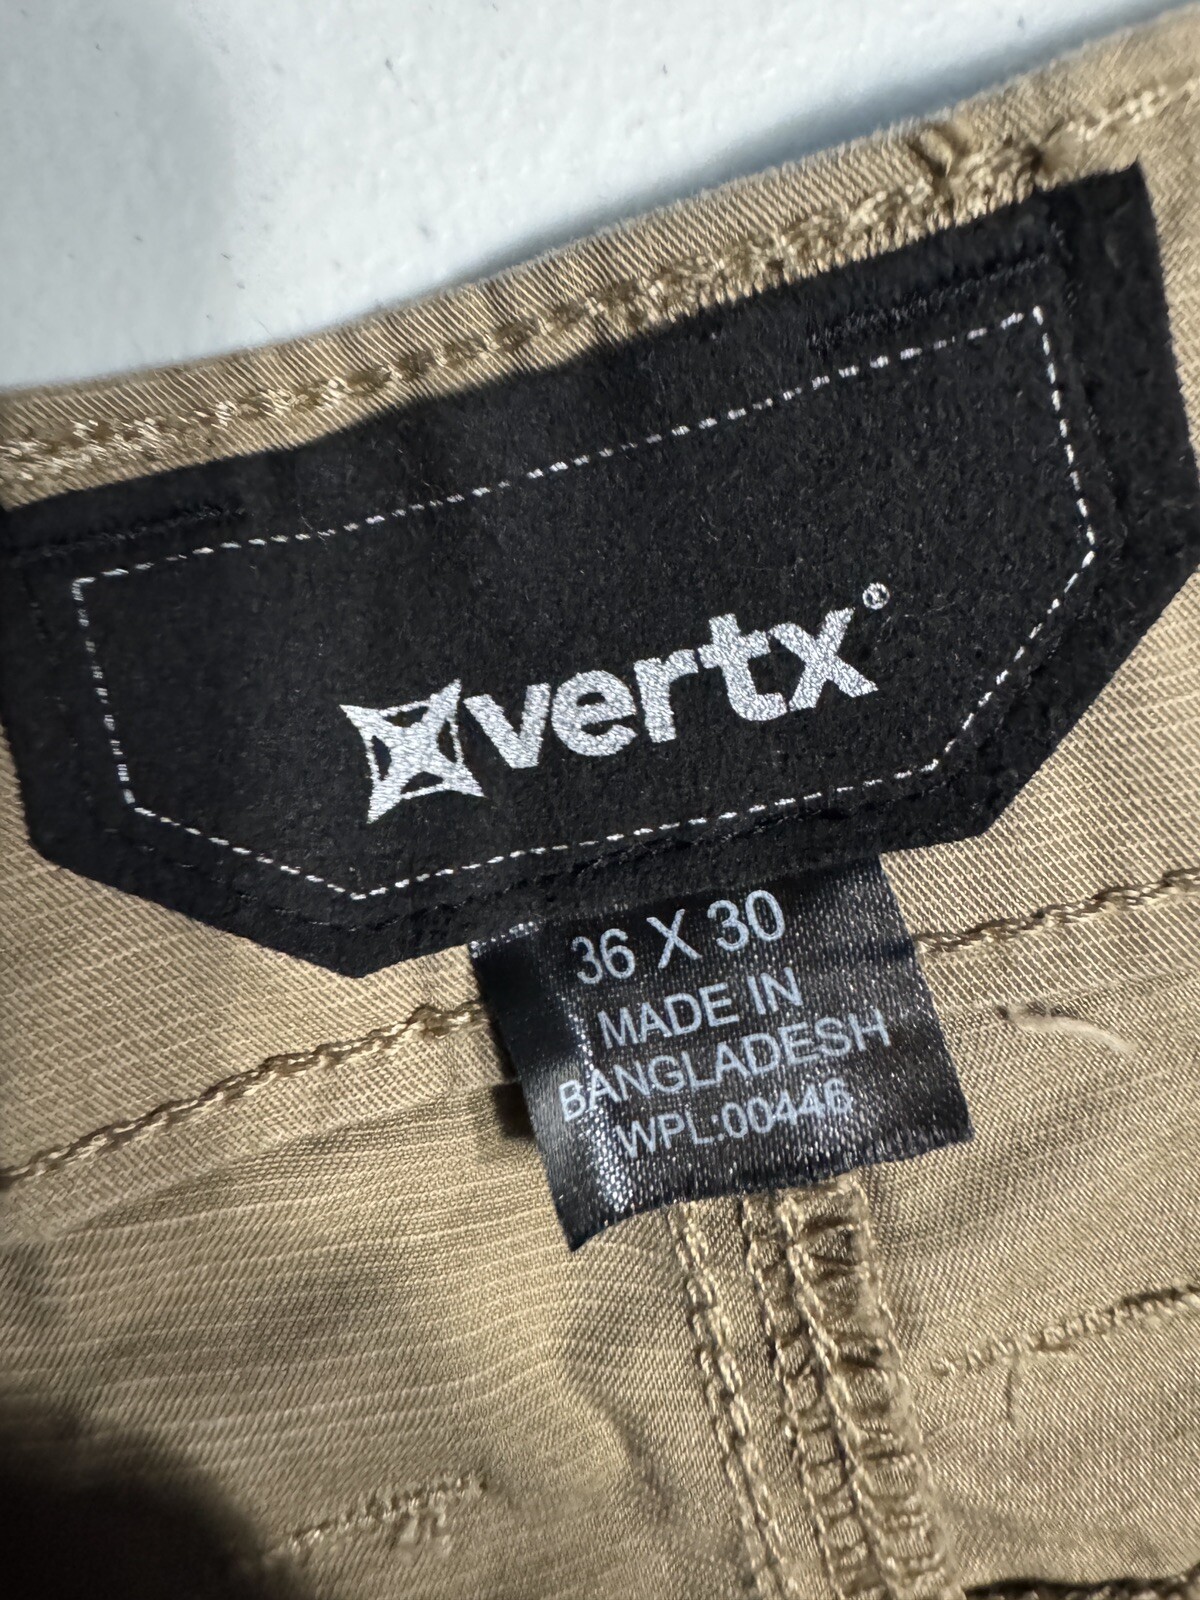 vertx®
36 X 30
MADE IN
BANGLADESH
WPL:00446